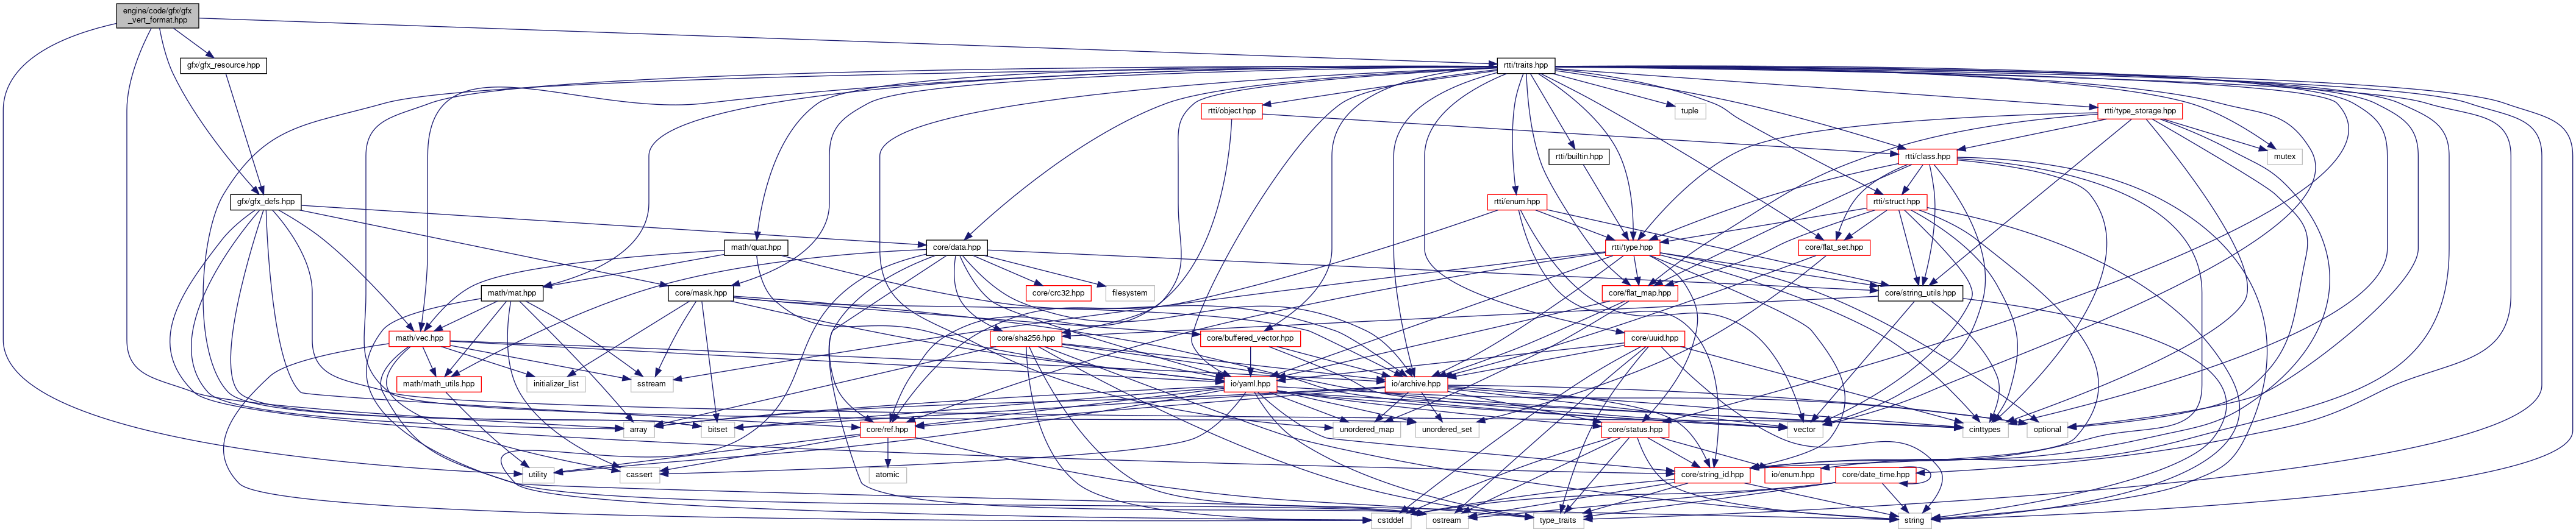 engine/code/gfx/gfx
_vert_format.hpp
gfx/gfx_resource.hpp
rtti/traits.hpp
rtti/object.hpp
tuple
rtti/type_storage.hpp
rtti/builtin.hpp
rtti/class.hpp
mutex
gfx/gfx_defs.hpp
rtti/enum.hpp
rtti/struct.hpp
math/quat.hpp
core/data.hpp
rtti/type.hpp
core/flat_set.hpp
math/mat.hpp
core/mask.hpp
core/crc32.hpp
filesystem
core/flat_map.hpp
core/string_utils.hpp
math/vec.hpp
core/sha256.hpp
core/buffered_vector.hpp
core/uuid.hpp
math/math_utils.hpp
initializer_list
sstream
io/yaml.hpp
io/archive.hpp
array
bitset
core/ref.hpp
unordered_map
unordered_set
core/status.hpp
vector
cinttypes
optional
utility
cassert
atomic
core/string_id.hpp
io/enum.hpp
core/date_time.hpp
cstddef
ostream
type_traits
string